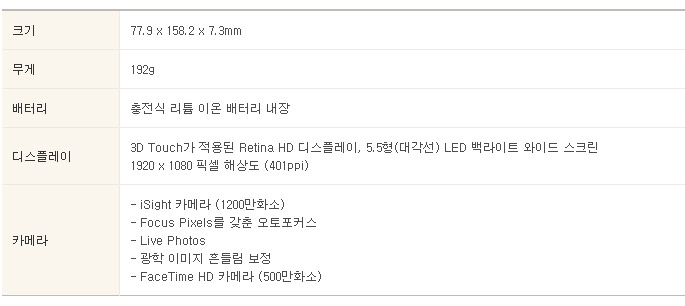 크기
77.9 x 158.2 x 7.3mm
무게
192g
배터리
충전식 리튬 이온 배터리 내장
디스플레이
3D Touch가 적용된 Retina HD 디스플레이, 5.5형(대각선) LED 백라이트 와이드 스크린
1920 x 1080 픽셀 해상도 (401ppi)
카메라
- iSight 카메라 (1200만화소)
- Focus Pixels를 갖춘 오토포커스
- Live Photos
- 광학 이미지 흔들림 보정
- FaceTime HD 카메라 (500만화소)